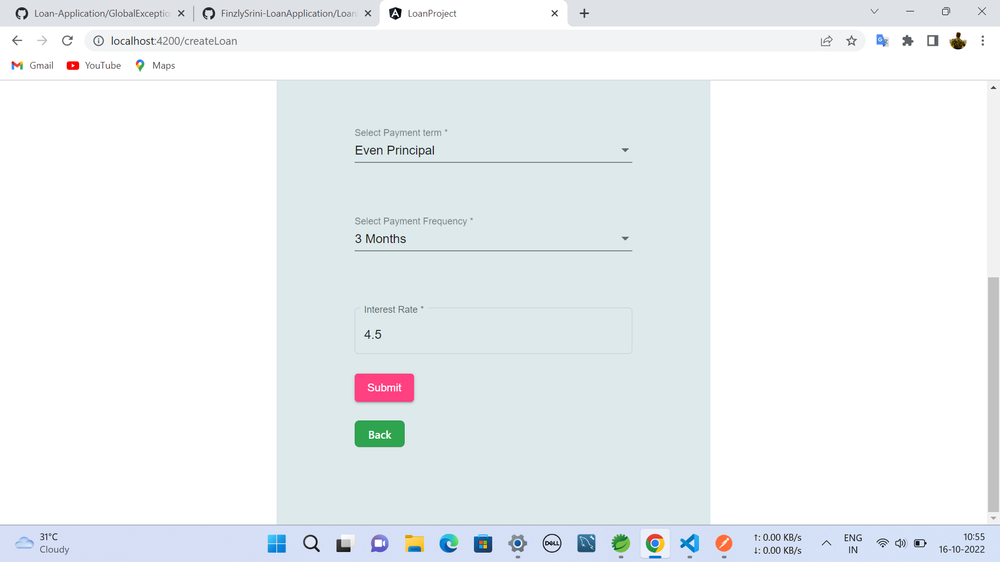 Loan-Application/GlobalExceptio
FinzlySrini-LoanApplication/Loan
LoanProject
localhost:4200/createLoan
Gmail
YouTube
Maps
Select Payment term *
Even Principal
Select Payment Frequency *
3 Months
Interest Rate *
4.5
Submit
Back
31°C
Cloudy
DELL
↑: 0.00 KB/s
↓: 0.00 KB/s
ENG
IN
10:55
16-10-2022